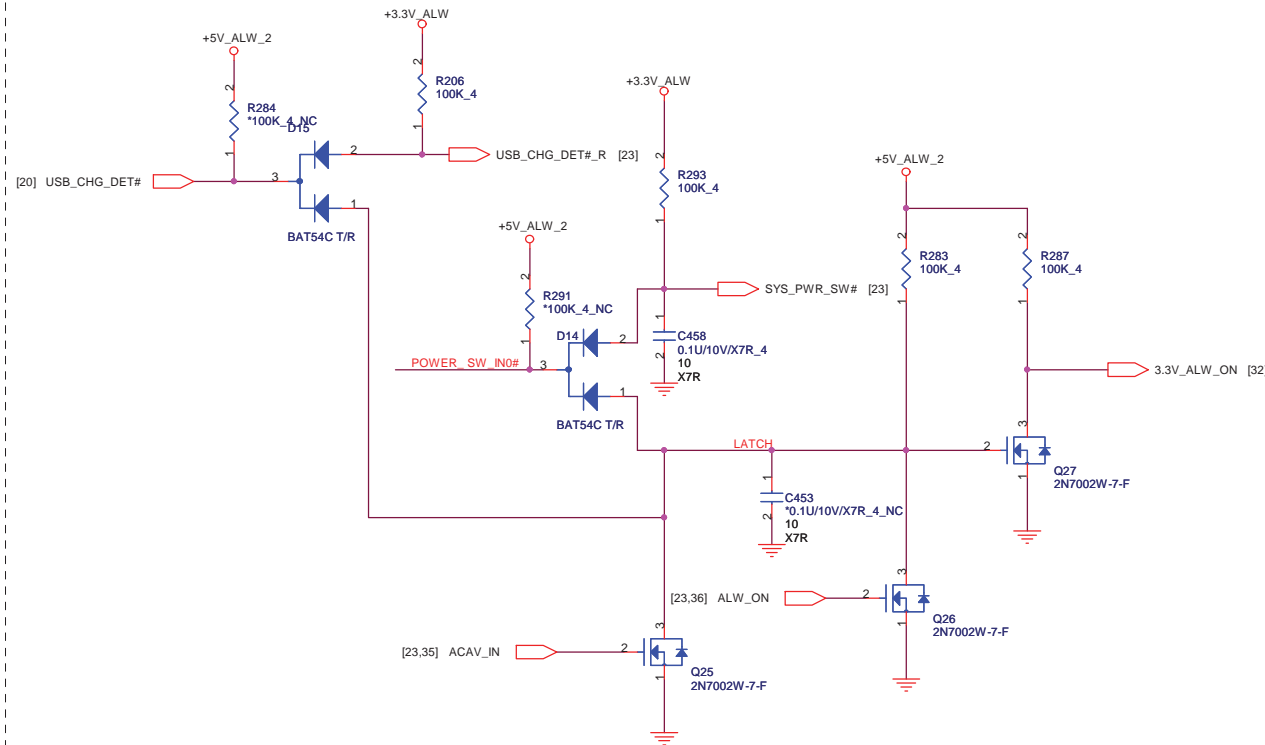 +3.3V_ALW
+5V_ALW_2
2
R206
100K_4
1
2
R284
*100K_4_NC
1
D15
2
USB_CHG_DET#_R [23]
[20] USB_CHG_DET#
3
1
BAT54C T/R
+3.3V_ALW
2
R293
100K_4
1
+5V_ALW_2
2
R291
*100K_4_NC
1
SYS_PWR_SW# [23]
D14
2
POWER_ SW_IN0#
3
1
BAT54C T/R
1
C458
0.1U/10V/X7R_4
2
10
X7R
+5V_ALW_2
2
R283
100K_4
1
2
R287
100K_4
1
3.3V_ALW_ON [32]
LATCH
3
2
Q27
2N7002W-7-F
1
1
C453
*0.1U/10V/X7R_4_NC
2
10
X7R
[23,36] ALW_ON
3
2
Q26
2N7002W-7-F
1
[23,35] ACAV_IN
3
2
Q25
2N7002W-7-F
1